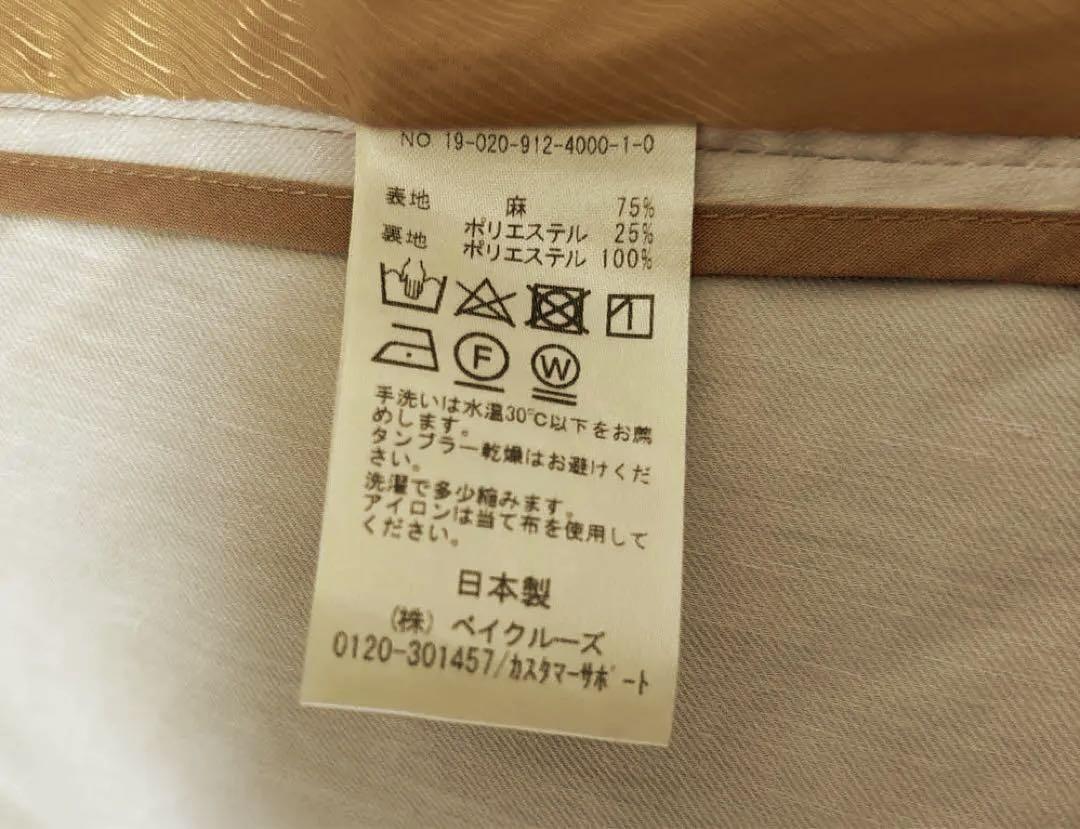 NO 19-020-912-4000-1-0
表地 麻 75%
ポリエステル 25%
裏地 ポリエステル 100%
F W
手洗いは水温30℃以下をお薦
めします。
タンブラー乾燥はお避けくだ
さい。
洗濯で多少縮みます。
アイロンは当て布を使用して
ください。
日本製
(株) ベイクルーズ
0120-301457/カスタマーサポート